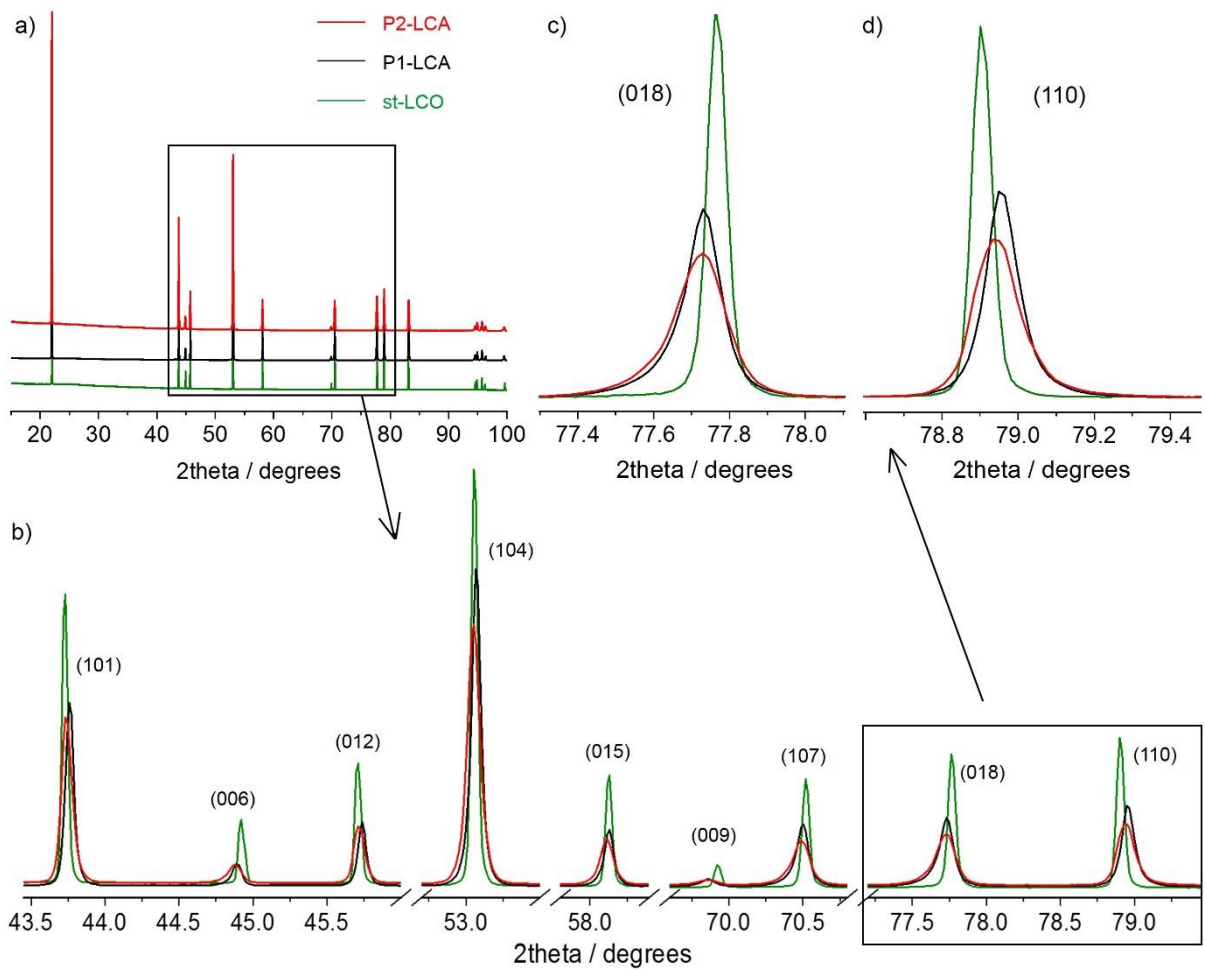 a)
P2-LCA
P1-LCA
st-LCO
20 30 40 50 60 70 80 90 100
2theta / degrees
c)
(018)
77.4 77.6 77.8 78.0
2theta / degrees
d)
(110)
78.8 79.0 79.2 79.4
2theta / degrees
b)
(101)
(006)
(012)
(104)
(015)
(009)
(107)
(018)
(110)
43.5 44.0 44.5 45.0 45.5 53.0 58.0 70.0 70.5 77.5 78.0 78.5 79.0
2theta / degrees